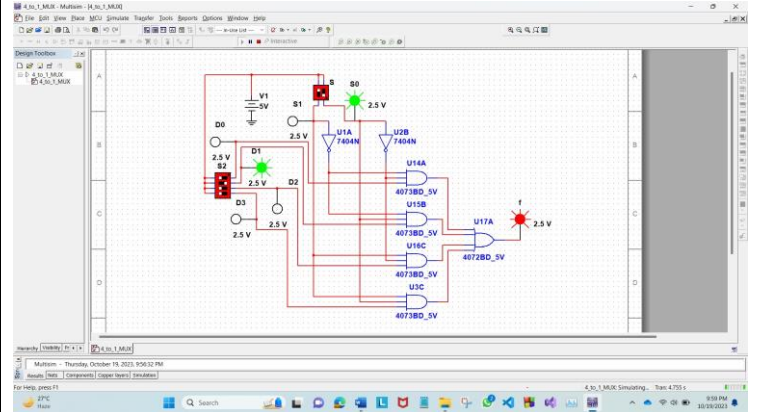 4_to_1_MUX - Multisim - [4_to_1_MUX]
File Edit View Place MCU Simulate Transfer Tools Reports Options Window Help
Interactive
Design Toolbox
4_to_1_MUX
4_to_1_MUX
A
A
B
B
C
C
D
D
S
S0
2.5 V
V1
5V
S1
2.5 V
D0
2.5 V
U1A
7404N
U2B
7404N
D1
2.5 V
S2
D2
2.5 V
D3
2.5 V
U14A
4073BD_5V
U15B
4073BD_5V
U16C
4073BD_5V
U3C
4073BD_5V
U17A
4072BD_5V
f
2.5 V
Hierarchy Visibility
4_to_1_MUX
Multisim - Thursday, October 19, 2023, 9:56:32 PM
Results Nets Components Copper layers Simulation
For Help, press F1
4_to_1_MUX: Simulating... Tran: 4.755 s
27°C
Haze
Search
9:59 PM
10/19/2023